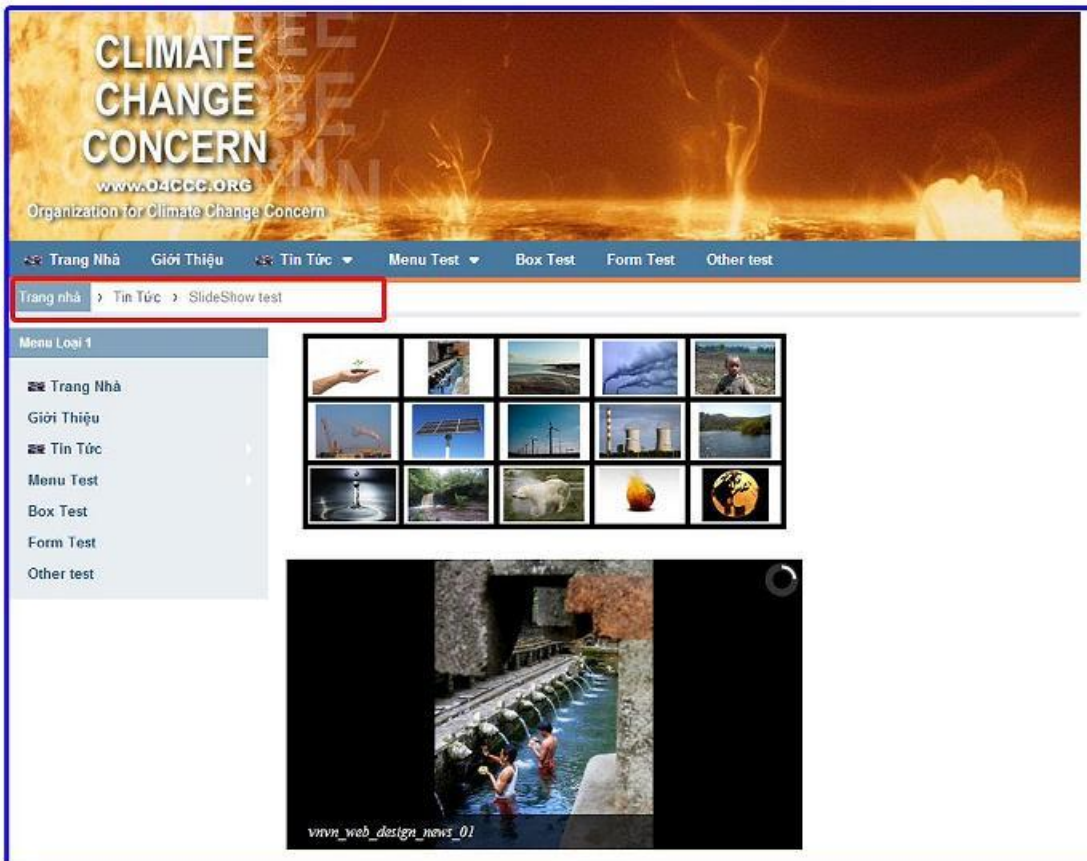 CLIMATE
CHANGE
CONCERN
www.O4CCC.ORG
Organization for Climate Change Concern
Trang Nhà Giới Thiệu Tin Tức Menu Test Box Test Form Test Other test
Trang nhà > Tin Tức > SlideShow test
Menu Loại 1
Trang Nhà
Giới Thiệu
Tin Tức
Menu Test
Box Test
Form Test
Other test
vnvn_web_design_news_01